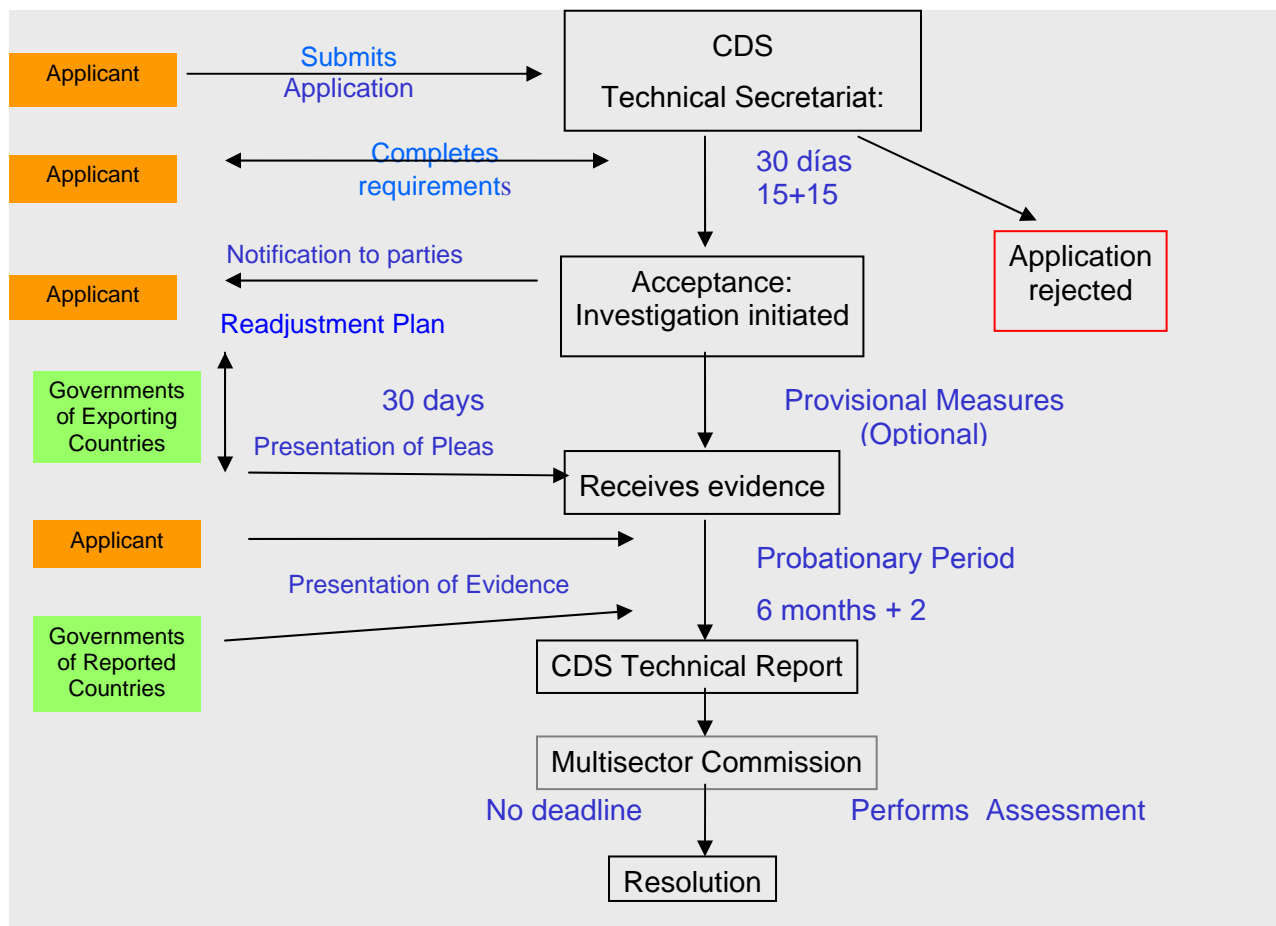 CDS
Technical Secretariat:
Applicant
Submits
Application
Applicant
Completes
requirements
30 días
15+15
Application
rejected
Notification to parties
Applicant
Acceptance:
Investigation initiated
Readjustment Plan
Governments
of Exporting
Countries
30 days
Provisional Measures
(Optional)
Presentation of Pleas
Receives evidence
Applicant
Probationary Period
Presentation of Evidence
6 months + 2
Governments
of Reported
Countries
CDS Technical Report
Multisector Commission
No deadline
Performs Assessment
Resolution